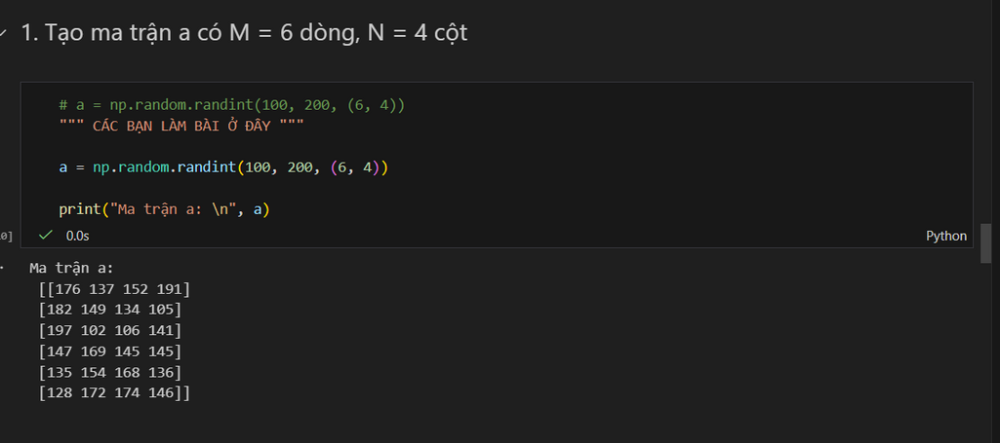 1. Tạo ma trận a có M = 6 dòng, N = 4 cột
# a = np.random.randint(100, 200, (6, 4))
""" CÁC BẠN LÀM BÀI Ở ĐÂY """
a = np.random.randint(100, 200, (6, 4))
print("Ma trận a: \n", a)
0] 0.0s Python
Ma trận a:
[[176 137 152 191]
[182 149 134 105]
[197 102 106 141]
[147 169 145 145]
[135 154 168 136]
[128 172 174 146]]